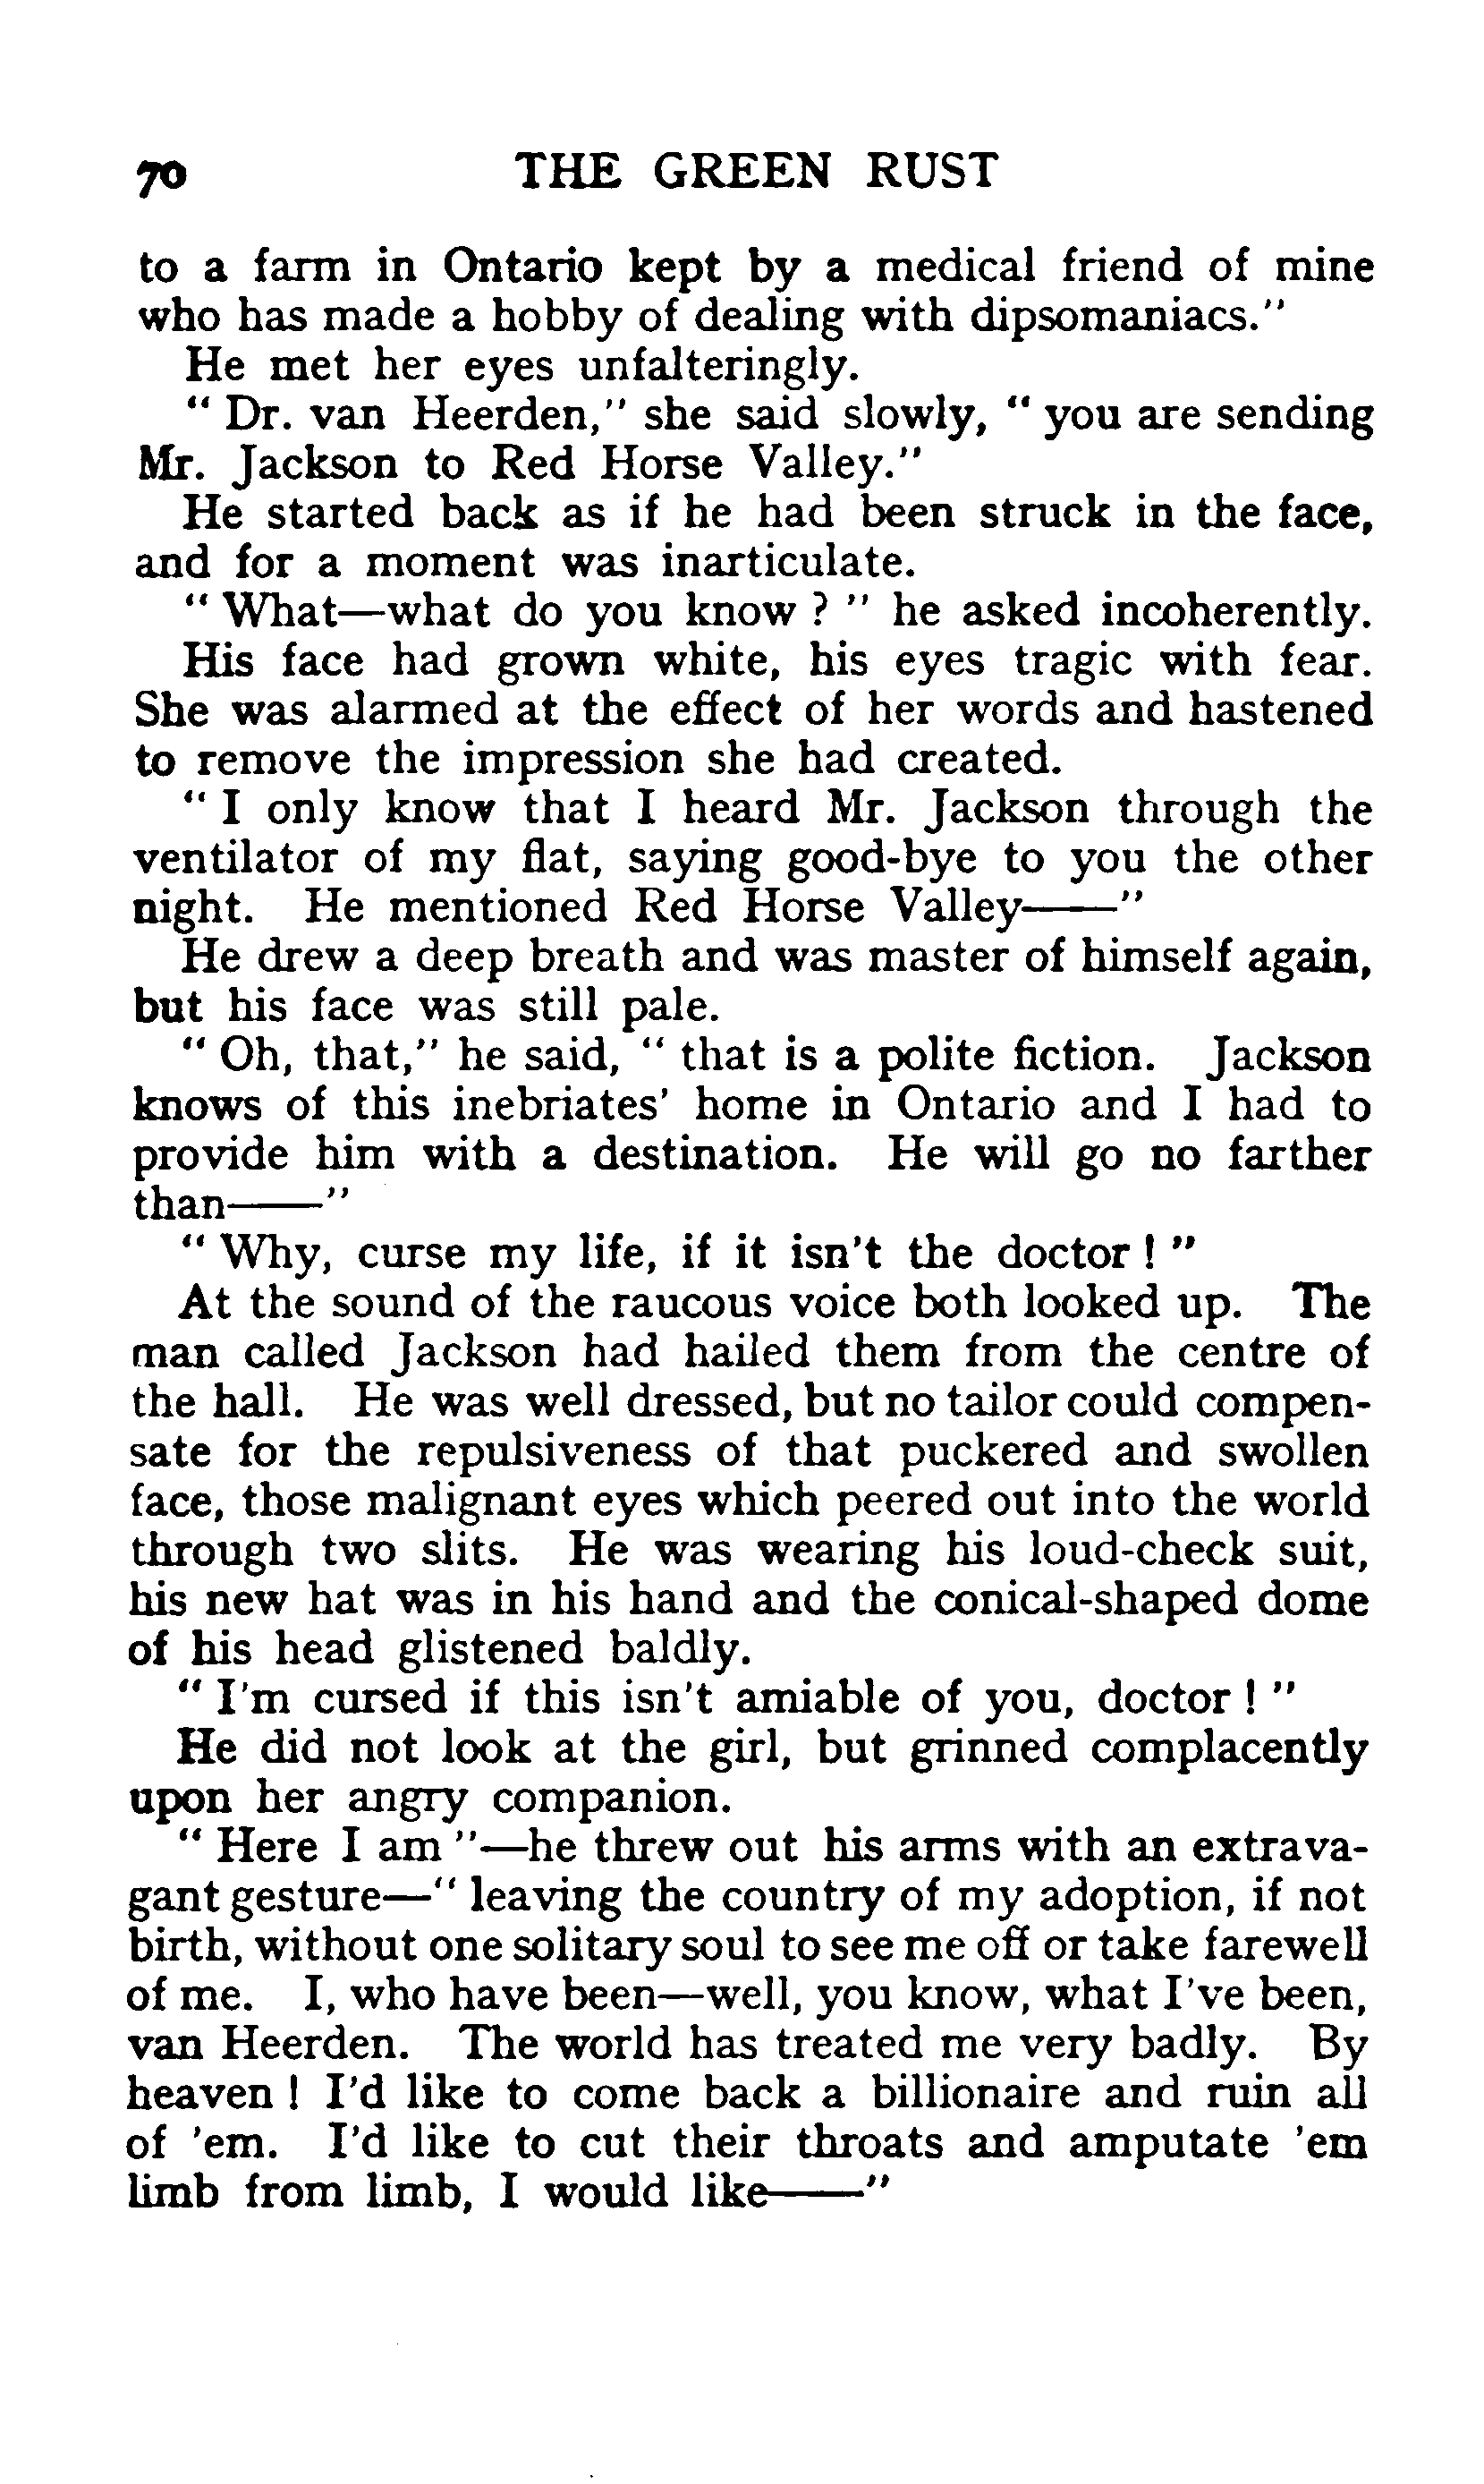 70 THE GREEN RUST
to a farm in Ontario kept by a medical friend of mine
who has made a hobby of dealing with dipsomaniacs."
He met her eyes unfalteringly.
" Dr. van Heerden," she said slowly, " you are sending
Mr. Jackson to Red Horse Valley."
He started back as if he had been struck in the face,
and for a moment was inarticulate.
" What—what do you know ? " he asked incoherently.
His face had grown white, his eyes tragic with fear.
She was alarmed at the effect of her words and hastened
to remove the impression she had created.
" I only know that I heard Mr. Jackson through the
ventilator of my flat, saying good-bye to you the other
night. He mentioned Red Horse Valley——"
He drew a deep breath and was master of himself again,
but his face was still pale.
" Oh, that," he said, " that is a polite fiction. Jackson
knows of this inebriates' home in Ontario and I had to
provide him with a destination. He will go no farther
than——"
" Why, curse my life, if it isn't the doctor ! "
At the sound of the raucous voice both looked up. The
man called Jackson had hailed them from the centre of
the hall. He was well dressed, but no tailor could compen-
sate for the repulsiveness of that puckered and swollen
face, those malignant eyes which peered out into the world
through two slits. He was wearing his loud-check suit,
his new hat was in his hand and the conical-shaped dome
of his head glistened baldly.
" I'm cursed if this isn't amiable of you, doctor ! "
He did not look at the girl, but grinned complacently
upon her angry companion.
" Here I am "—he threw out his arms with an extrava-
gant gesture—" leaving the country of my adoption, if not
birth, without one solitary soul to see me off or take farewell
of me. I, who have been—well, you know, what I've been,
van Heerden. The world has treated me very badly. By
heaven ! I'd like to come back a billionaire and ruin all
of 'em. I'd like to cut their throats and amputate 'em
limb from limb, I would like——"